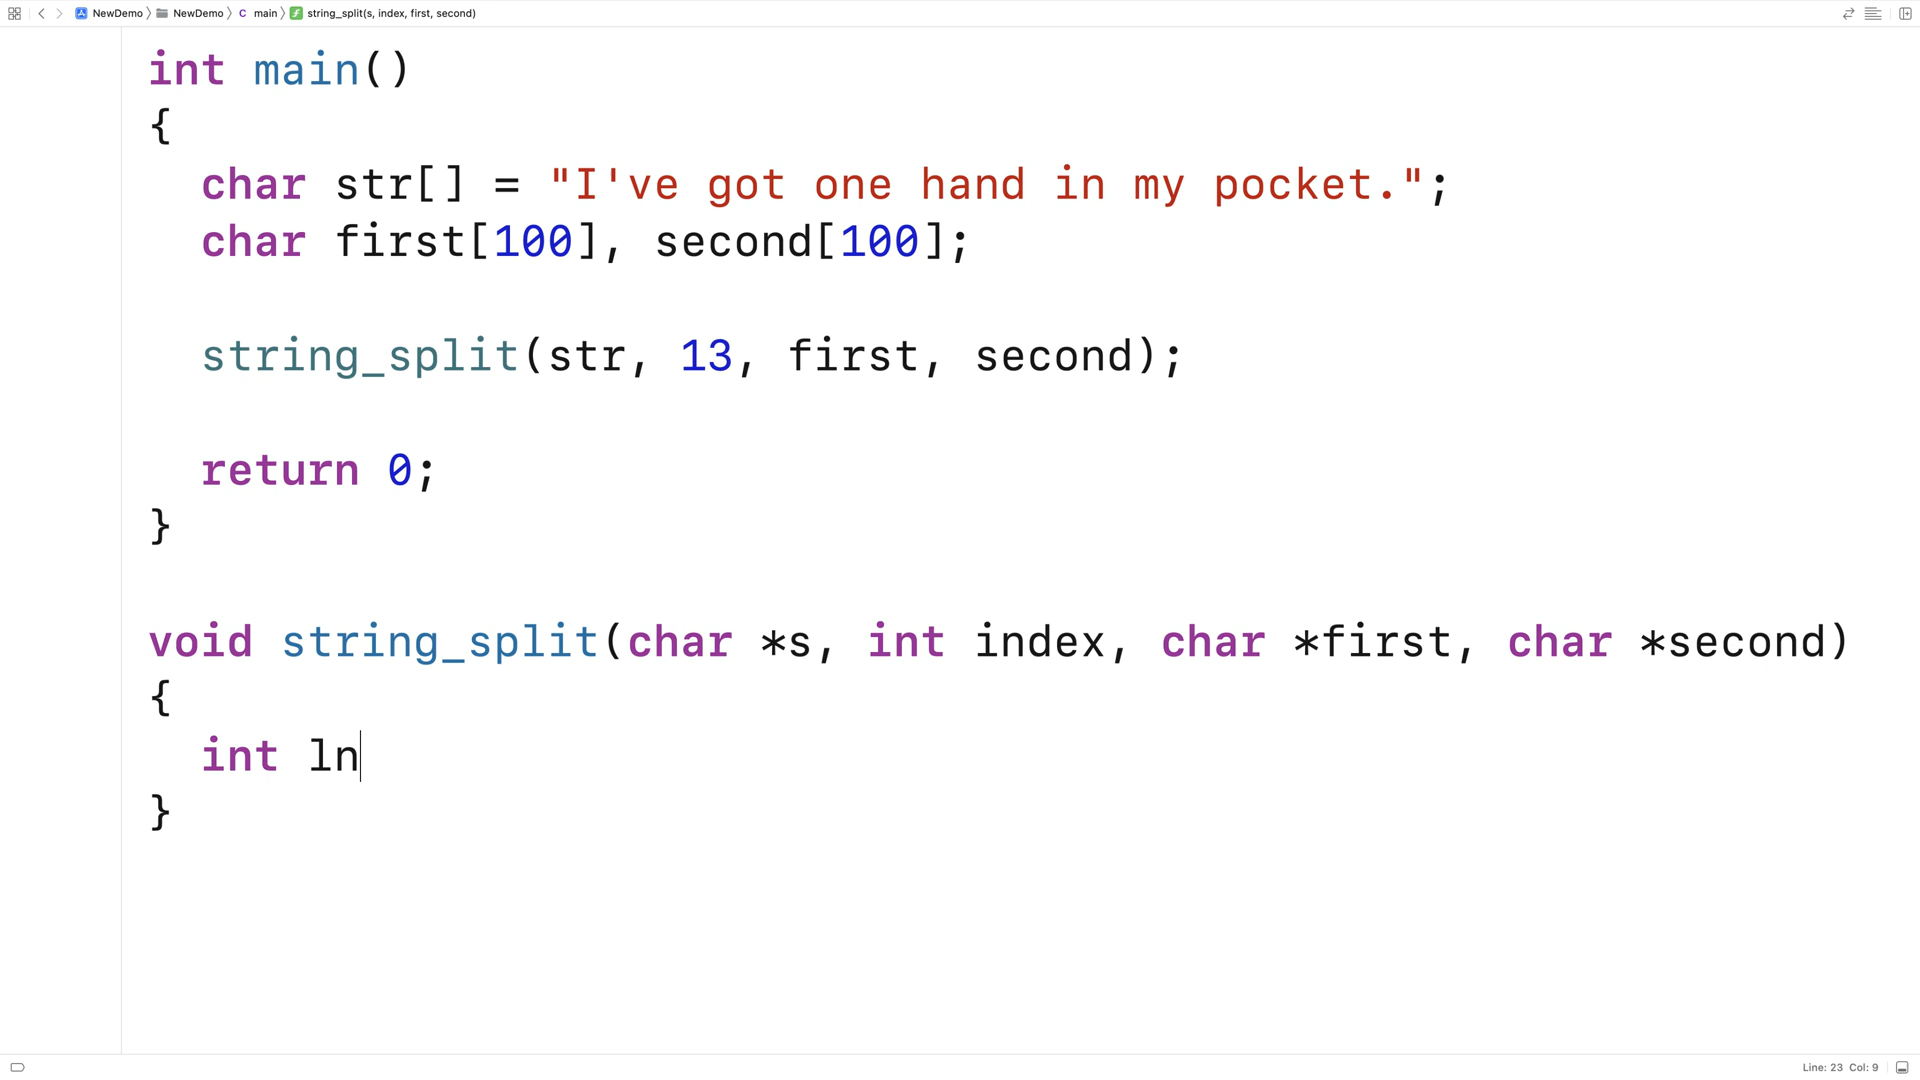 NewDemo NewDemo C main f string_split(s, index, first, second)
int main()
{
  char str[] = "I've got one hand in my pocket.";
  char first[100], second[100];

  string_split(str, 13, first, second);

  return 0;
}

void string_split(char *s, int index, char *first, char *second)
{
  int ln
}
Line: 23 Col: 9